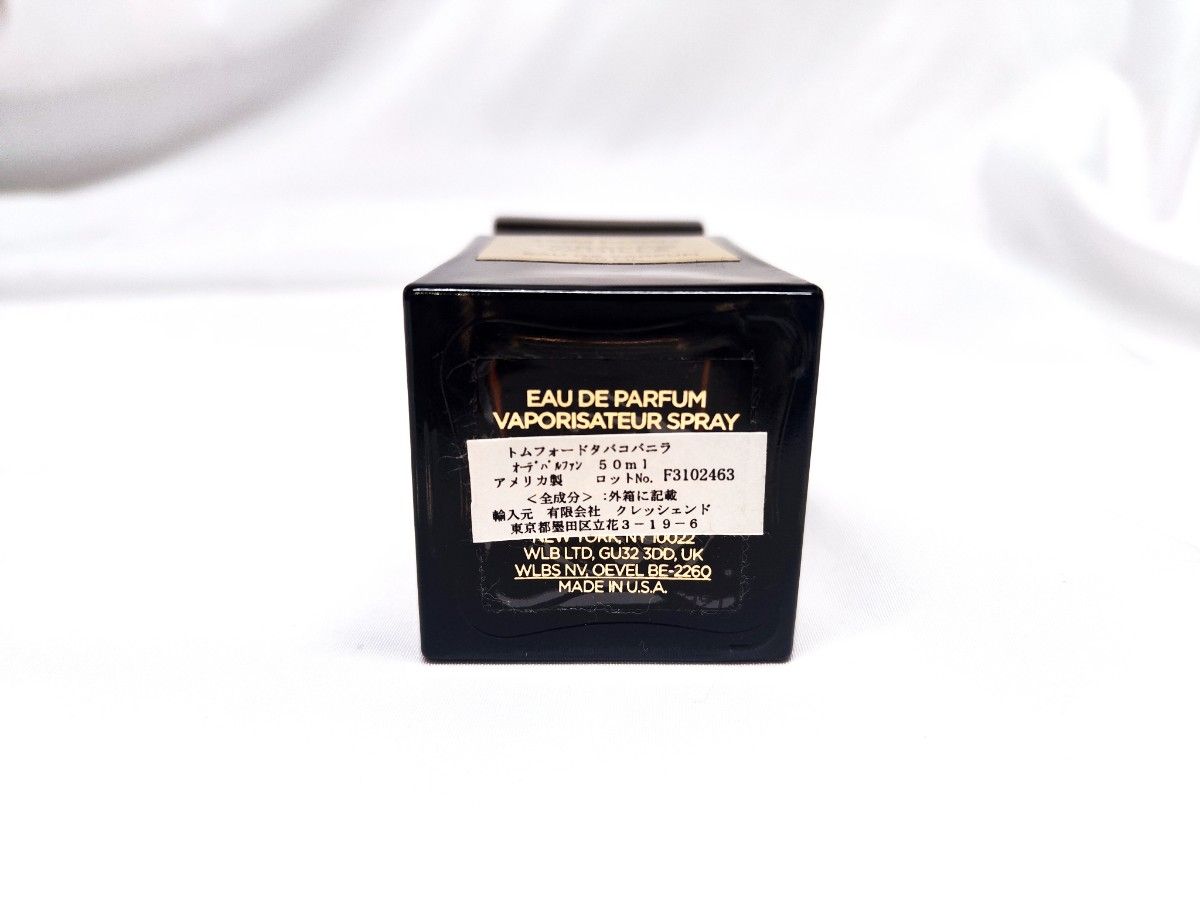 EAU DE PARFUM
VAPORISATEUR SPRAY
トムフォードタバコバニラ
オーデパルファン 50ml
アメリカ製 ロットNo. F3102463
<全成分>:外箱に記載
輸入元 有限会社 クレッシェンド
東京都墨田区立花3-19-6
NEW YORK, NY 10022
WLB LTD, GU32 3DD, UK
WLBS NV, OEVEL BE-2260
MADE IN U.S.A.